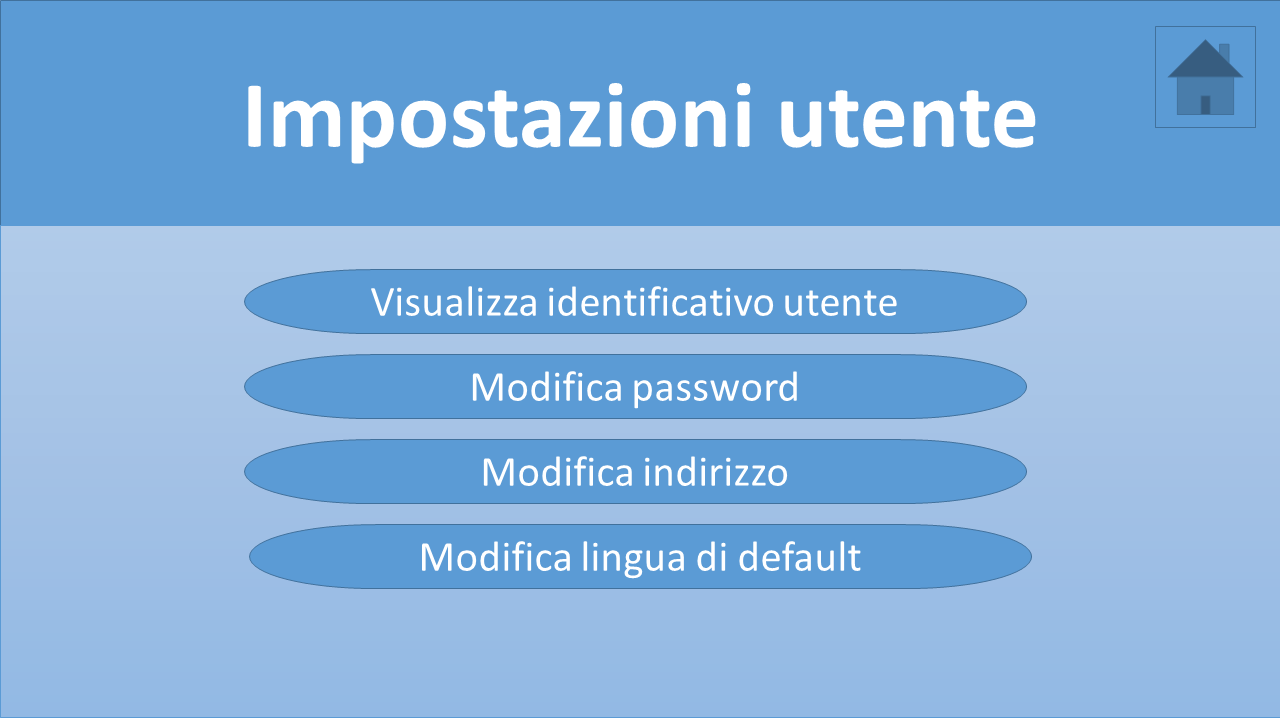 Impostazioni utente
Visualizza identificativo utente
Modifica password
Modifica indirizzo
Modifica lingua di default